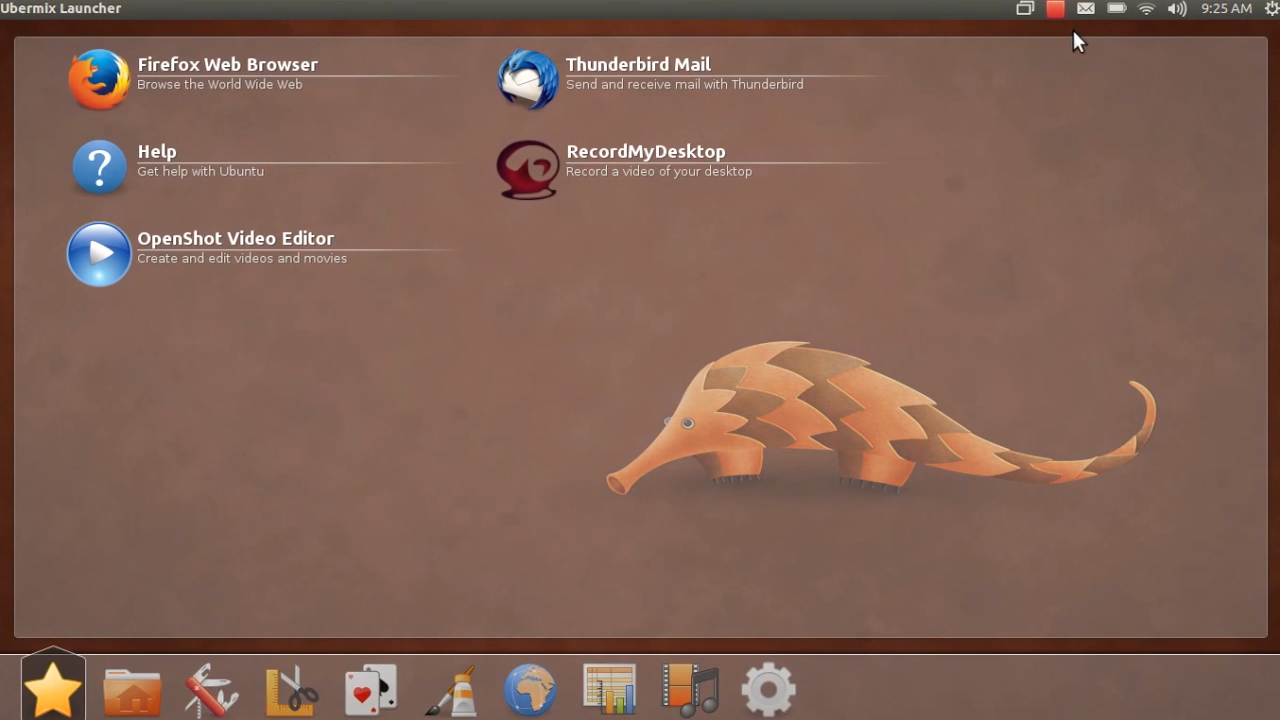 Ubermix Launcher
9:25 AM
Firefox Web Browser
Browse the World Wide Web
Thunderbird Mail
Send and receive mail with Thunderbird
Help
Get help with Ubuntu
RecordMyDesktop
Record a video of your desktop
OpenShot Video Editor
Create and edit videos and movies